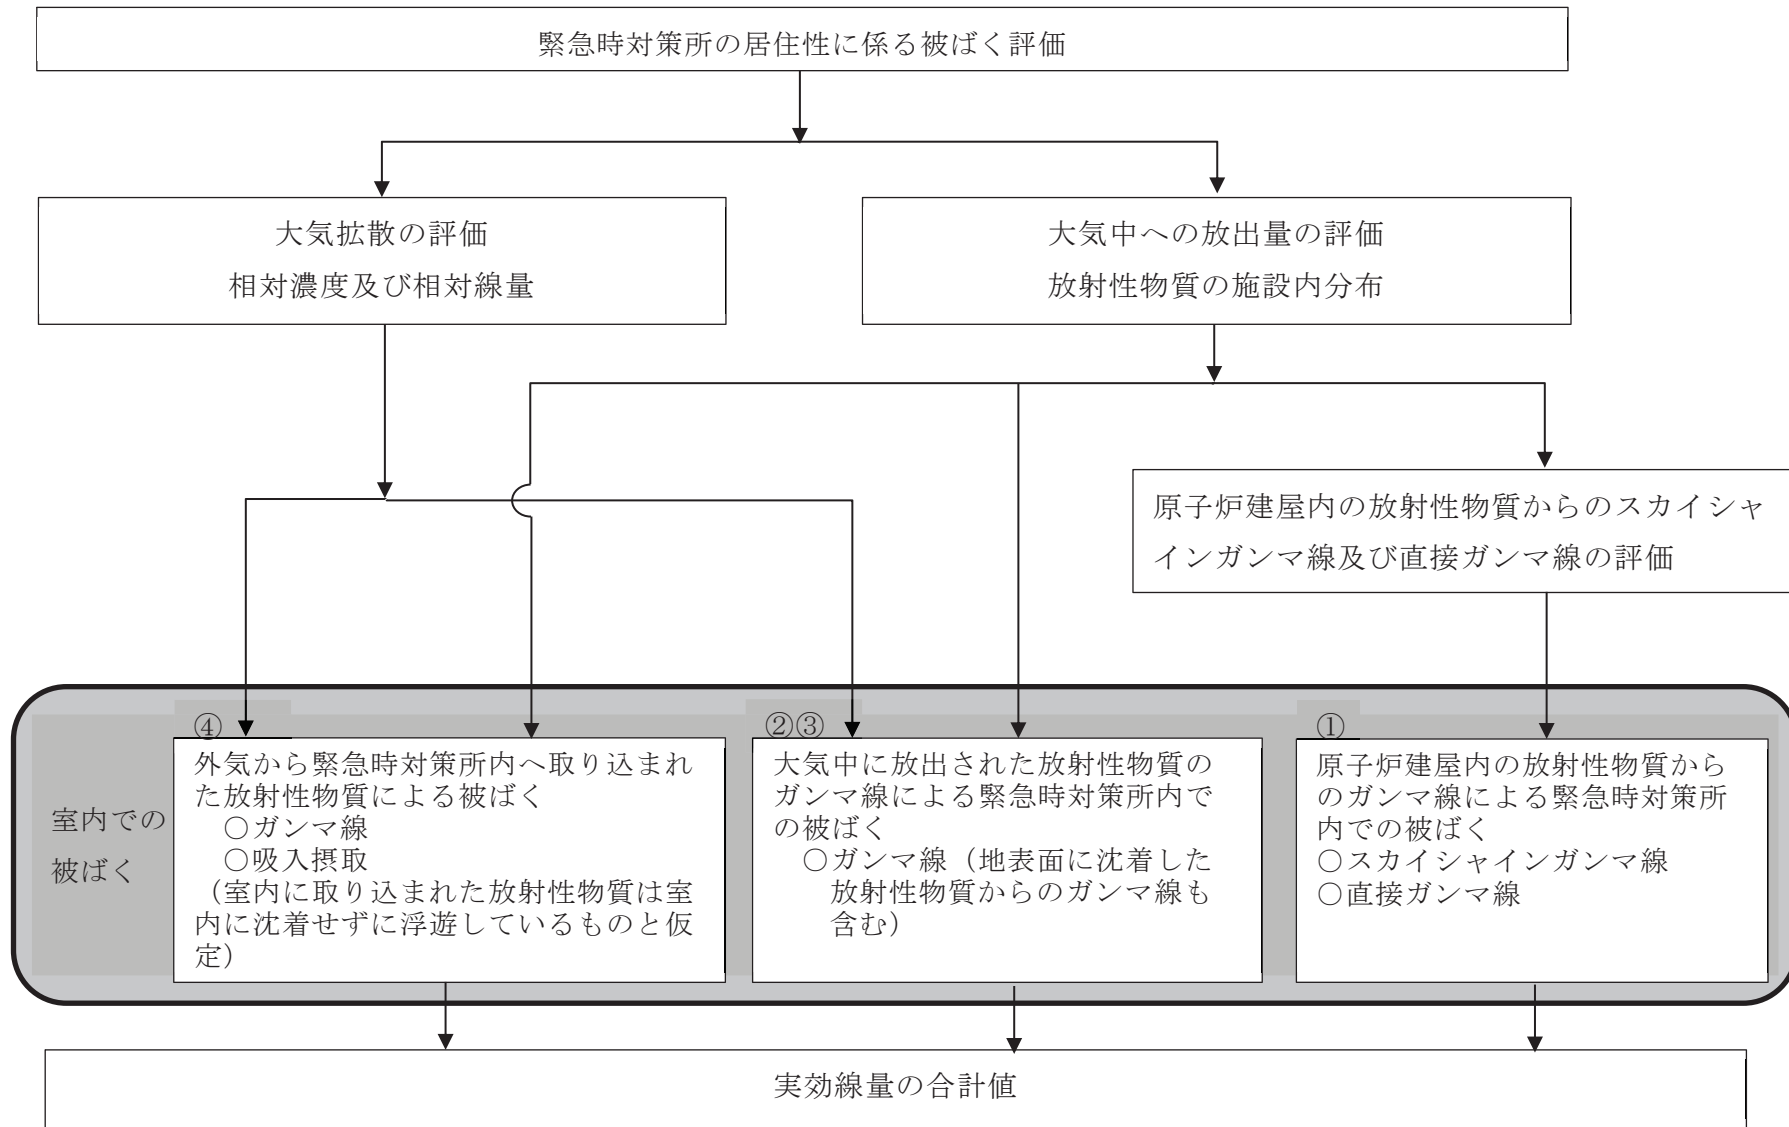 緊急時対策所の居住性に係る被ばく評価
大気拡散の評価
相対濃度及び相対線量
大気中への放出量の評価
放射性物質の施設内分布
原子炉建屋内の放射性物質からのスカイシャ
インガンマ線及び直接ガンマ線の評価
室内での
被ばく
④
外気から緊急時対策所内へ取り込まれ
た放射性物質による被ばく
○ガンマ線
○吸入摂取
（室内に取り込まれた放射性物質は室
内に沈着せずに浮遊しているものと仮
定）
②③
大気中に放出された放射性物質の
ガンマ線による緊急時対策所内で
の被ばく
○ガンマ線（地表面に沈着した
放射性物質からのガンマ線も
含む）
①
原子炉建屋内の放射性物質から
のガンマ線による緊急時対策所
内での被ばく
○スカイシャインガンマ線
○直接ガンマ線
実効線量の合計値